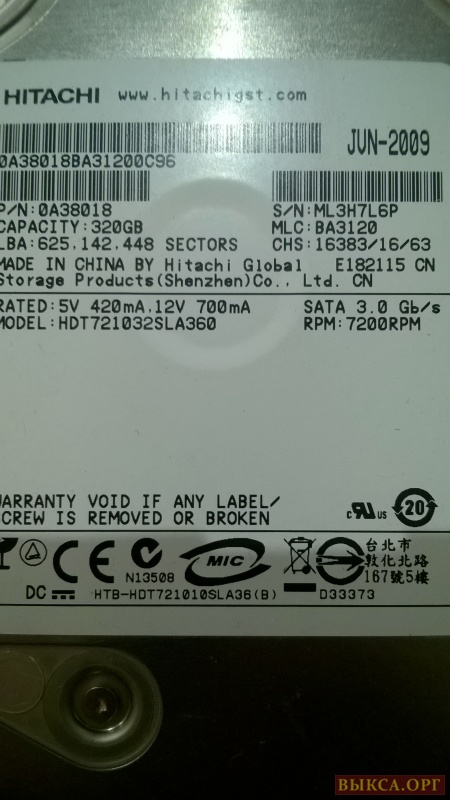 HITACHI www.hitachigst.com
JUN-2009
0A38018BA31200C96
P/N:0A38018 S/N:ML3H7L6P
CAPACITY:320GB MLC:BA3120
LBA:625.142.448 SECTORS CHS:16383/16/63
MADE IN CHINA BY Hitachi Global E182115 CN
Storage Products(Shenzhen)Co., Ltd. CN
RATED:5V 420mA.12V 700mA SATA 3.0 Gb/s
MODEL:HDT721032SLA360 RPM:7200RPM
WARRANTY VOID IF ANY LABEL/
SCREW IS REMOVED OR BROKEN
c RU US 20
CE N13508 MIC
台北市
敦化北路
167號5樓
DC HTB-HDT721010SLA36(B) D33373
ВЫКСА.ОРГ